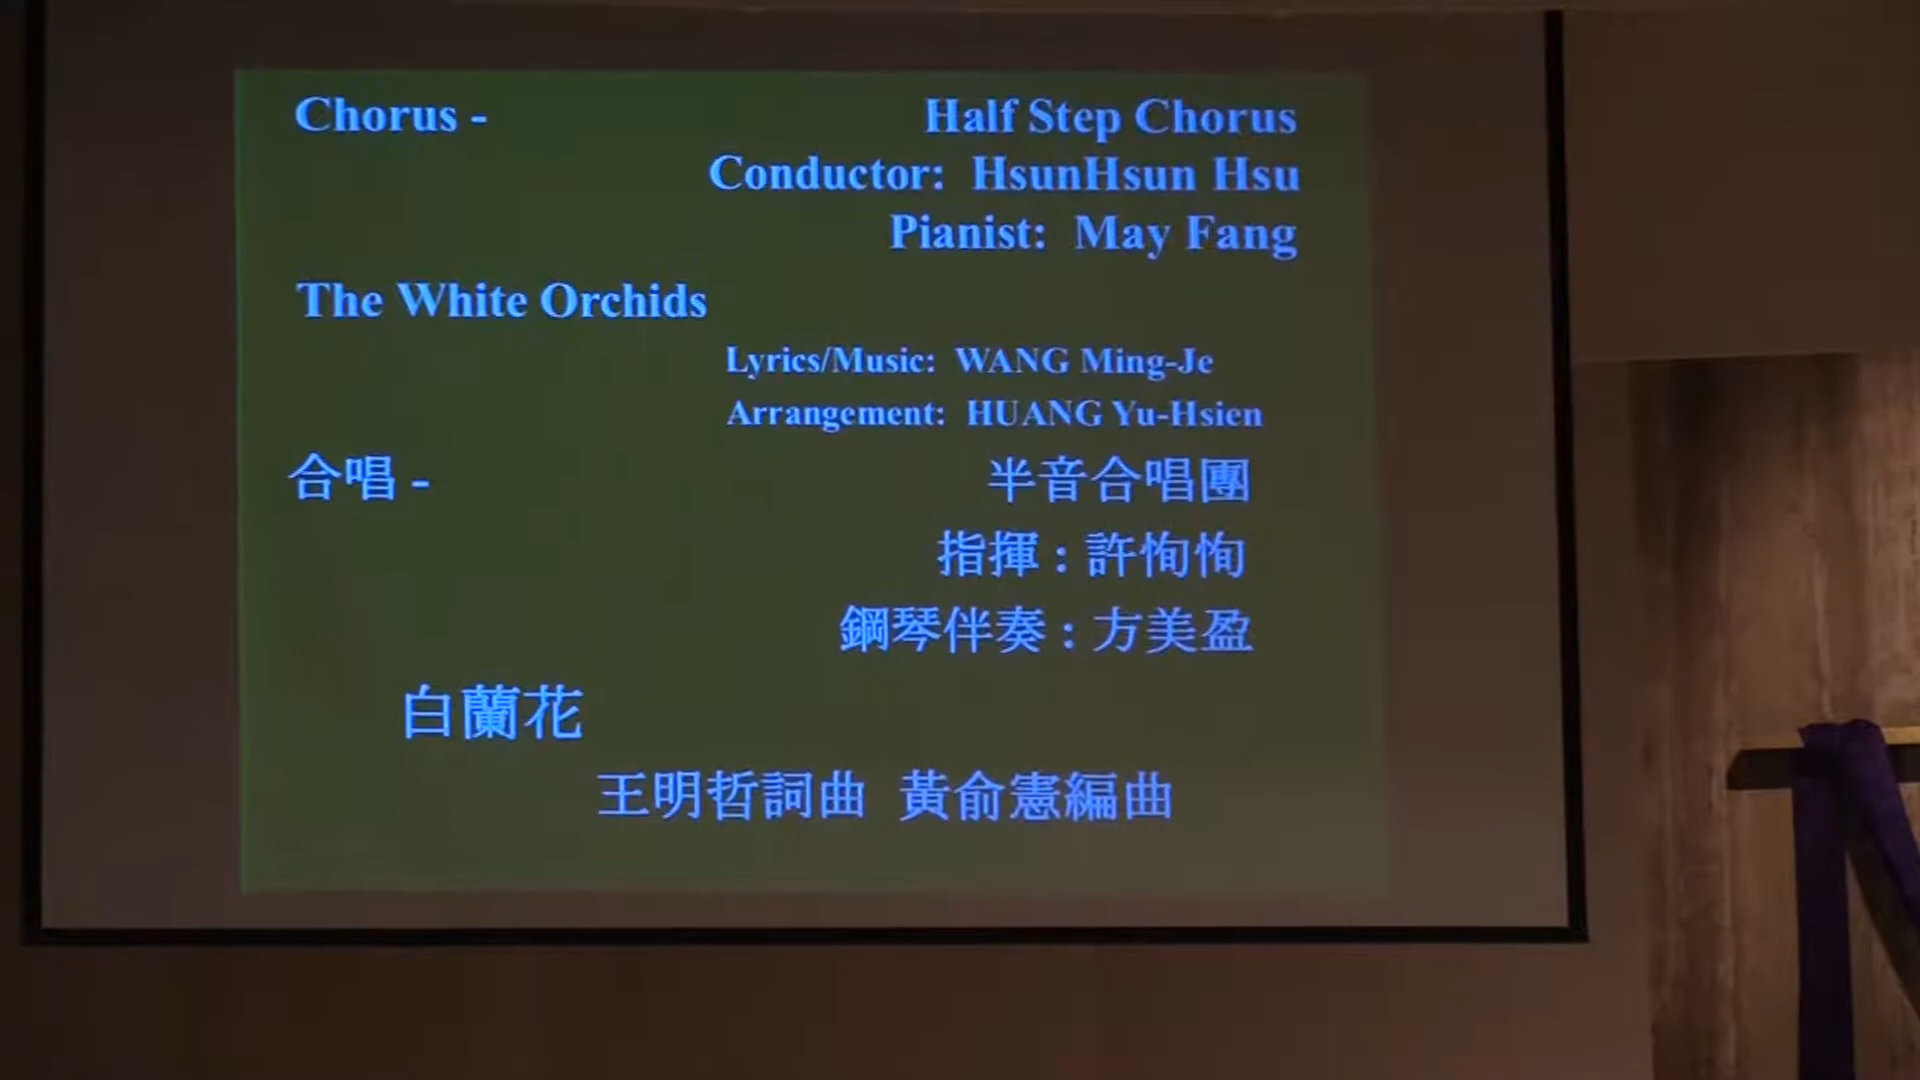 Chorus - Half Step Chorus
Conductor: HsunHsun Hsu
Pianist: May Fang
The White Orchids
Lyrics/Music: WANG Ming-Je
Arrangement: HUANG Yu-Hsien
合唱 - 半音合唱團
指揮 : 許恂恂
鋼琴伴奏 : 方美盈
白蘭花
王明哲詞曲 黃俞憲編曲